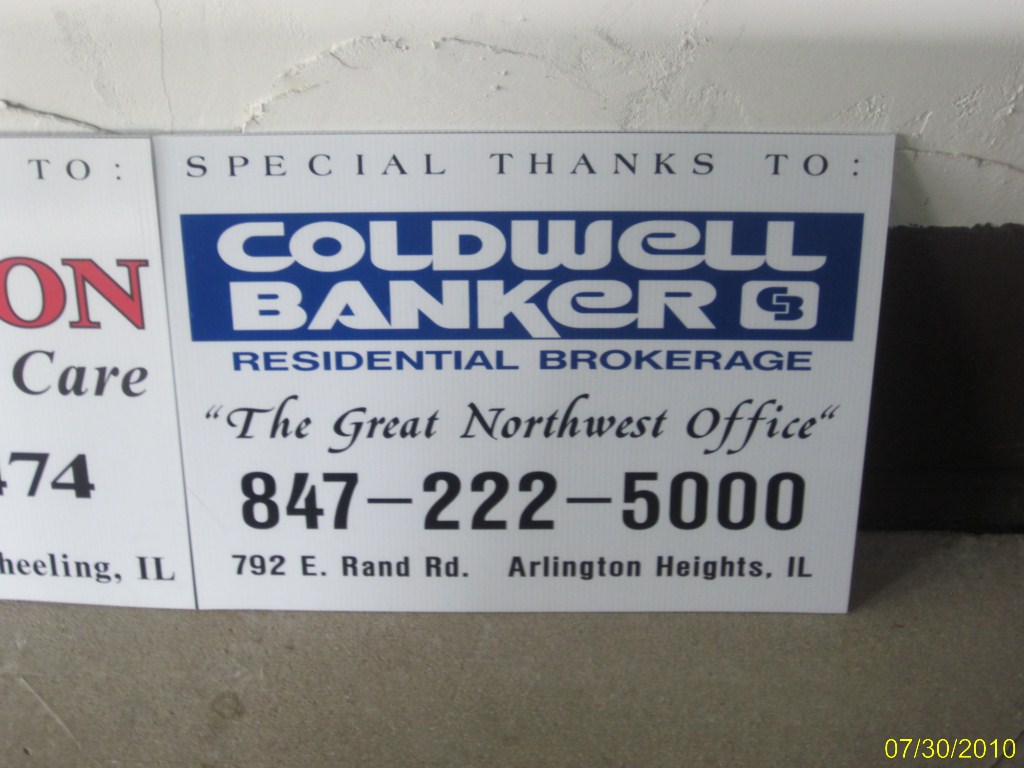 TO:
ON
Care
474
heeling, IL
SPECIAL THANKS TO:
COLDWELL
BANKER CB
RESIDENTIAL BROKERAGE
"The Great Northwest Office"
847-222-5000
792 E. Rand Rd. Arlington Heights, IL
07/30/2010